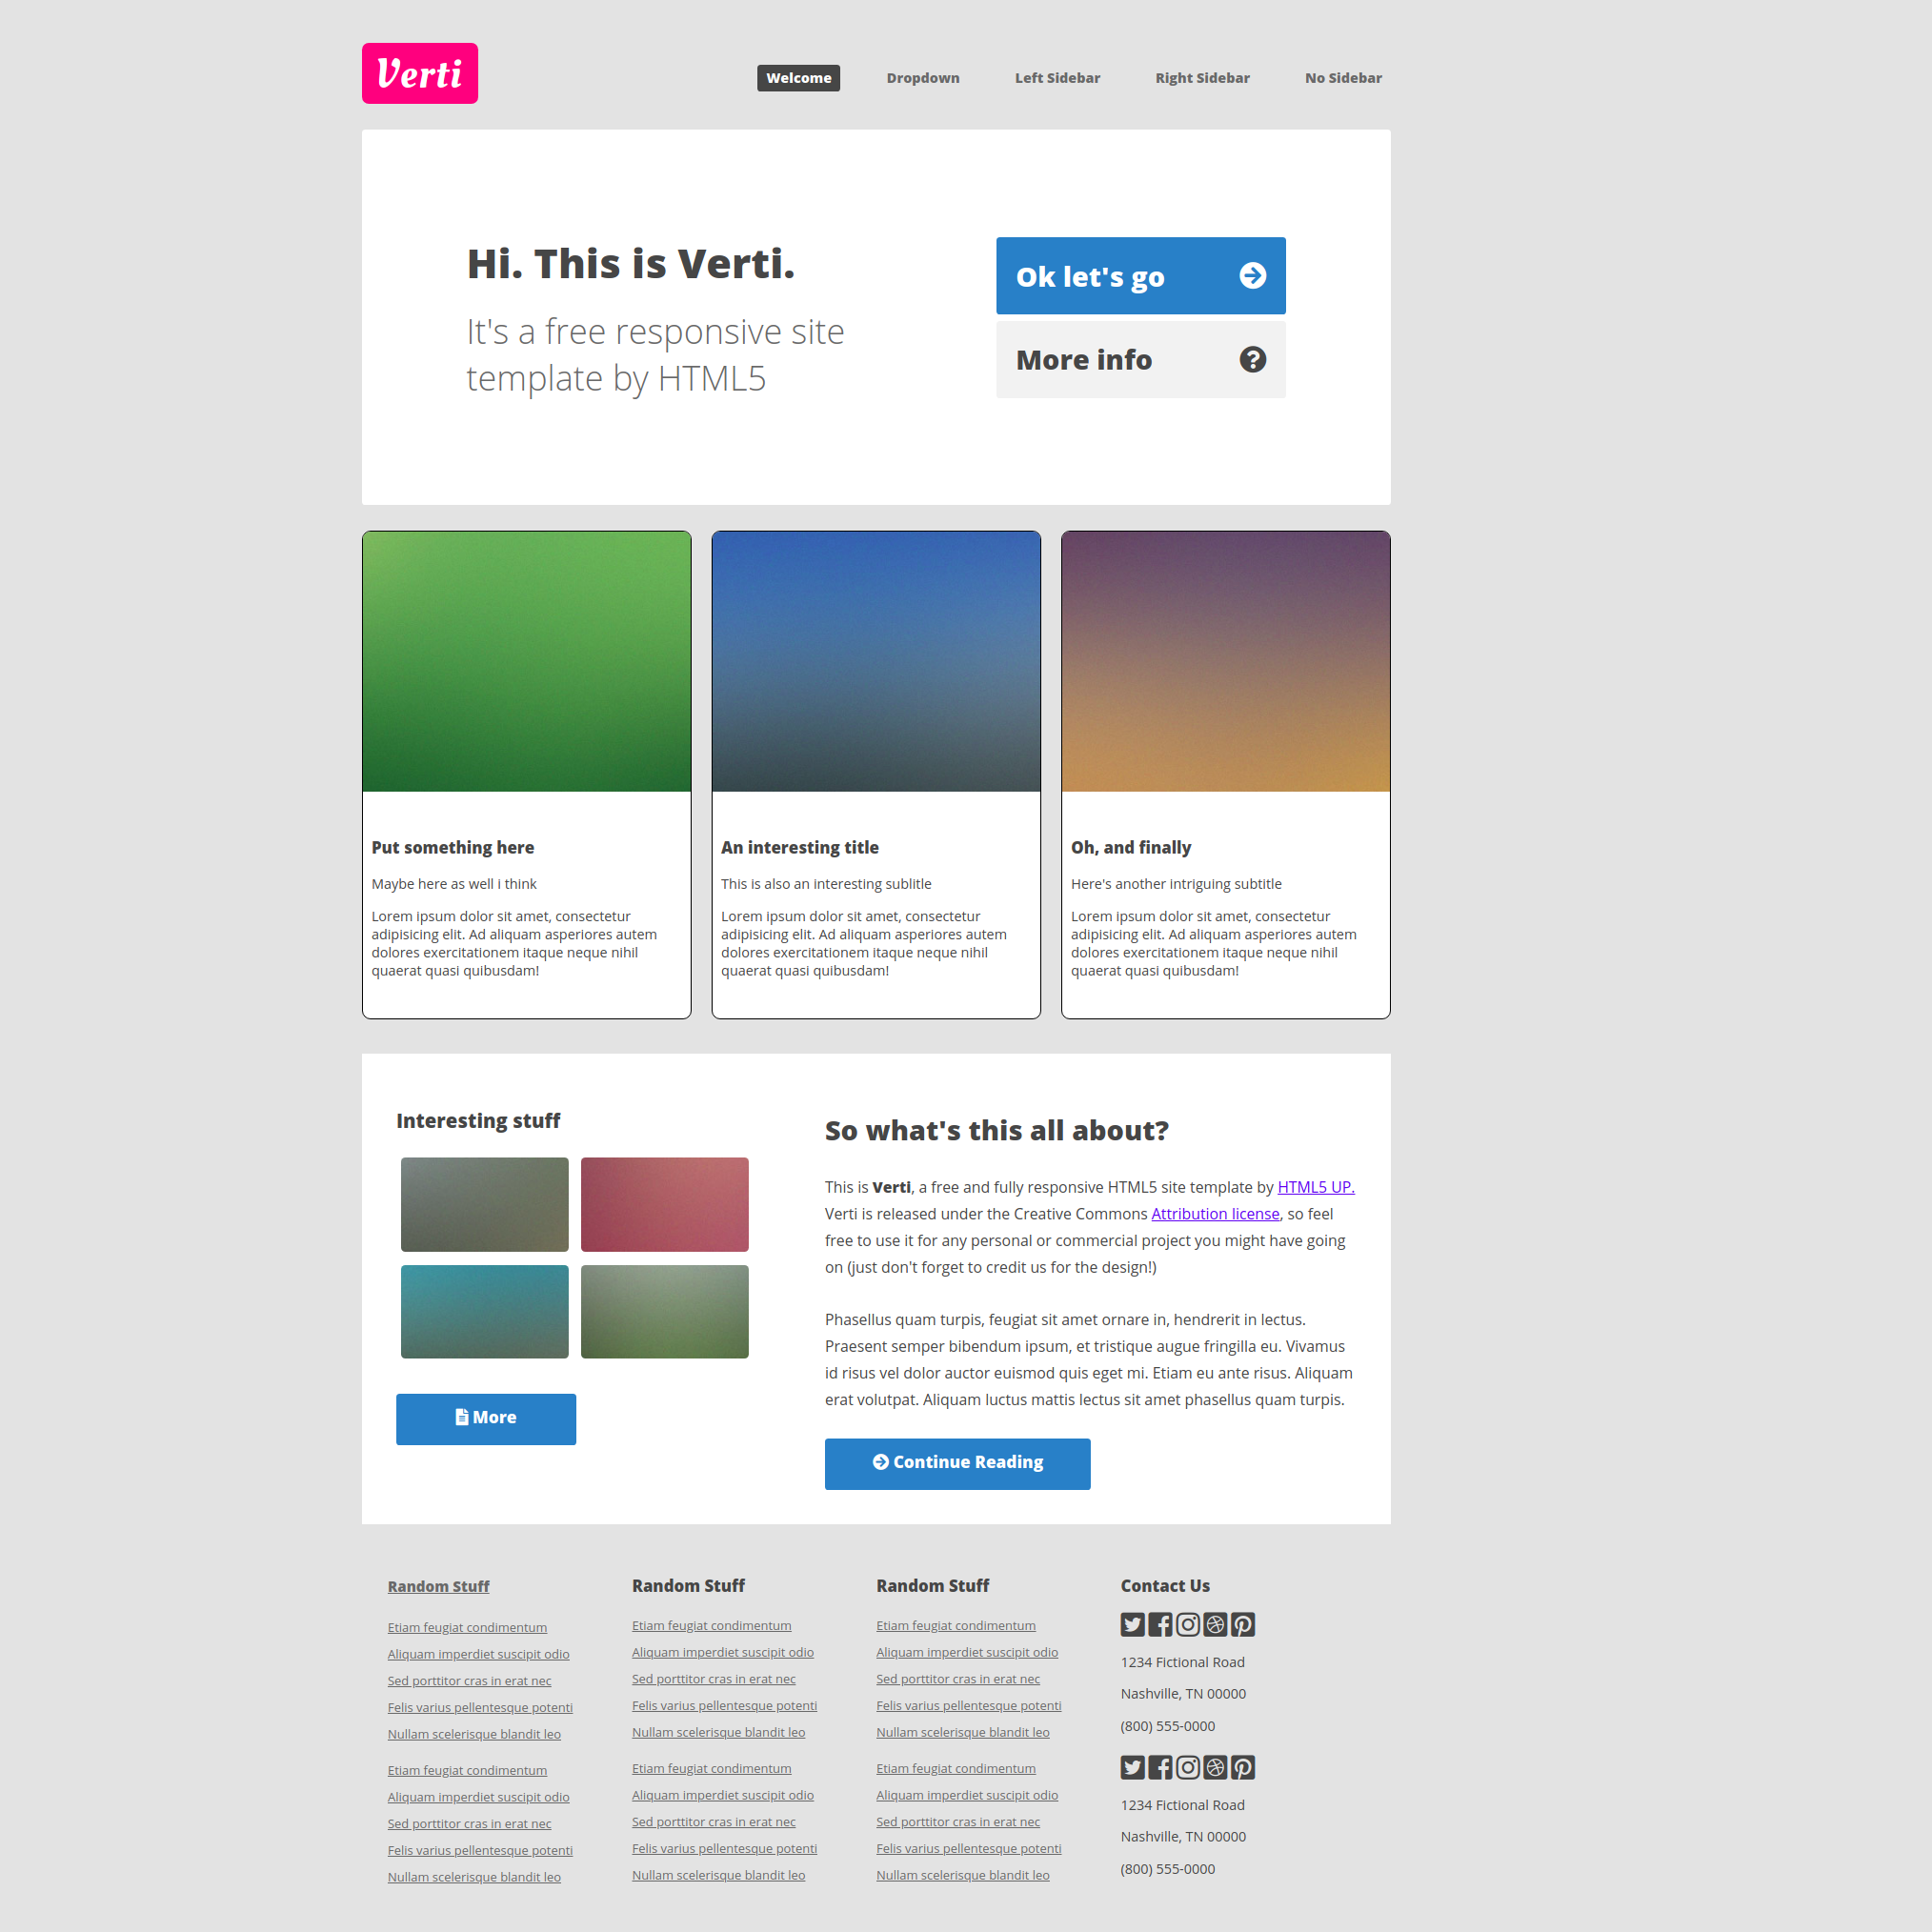 Verti
Welcome
Dropdown
Left Sidebar
Right Sidebar
No Sidebar
Hi. This is Verti.
It's a free responsive site
template by HTML5
Ok let's go
More info
Put something here
Maybe here as well i think
Lorem ipsum dolor sit amet, consectetur
adipisicing elit. Ad aliquam asperiores autem
dolores exercitationem itaque neque nihil
quaerat quasi quibusdam!
An interesting title
This is also an interesting sublitle
Lorem ipsum dolor sit amet, consectetur
adipisicing elit. Ad aliquam asperiores autem
dolores exercitationem itaque neque nihil
quaerat quasi quibusdam!
Oh, and finally
Here's another intriguing subtitle
Lorem ipsum dolor sit amet, consectetur
adipisicing elit. Ad aliquam asperiores autem
dolores exercitationem itaque neque nihil
quaerat quasi quibusdam!
Interesting stuff
More
So what's this all about?
This is Verti, a free and fully responsive HTML5 site template by HTML5 UP.
Verti is released under the Creative Commons Attribution license, so feel
free to use it for any personal or commercial project you might have going
on (just don't forget to credit us for the design!)
Phasellus quam turpis, feugiat sit amet ornare in, hendrerit in lectus.
Praesent semper bibendum ipsum, et tristique augue fringilla eu. Vivamus
id risus vel dolor auctor euismod quis eget mi. Etiam eu ante risus. Aliquam
erat volutpat. Aliquam luctus mattis lectus sit amet phasellus quam turpis.
Continue Reading
Random Stuff
Etiam feugiat condimentum
Aliquam imperdiet suscipit odio
Sed porttitor cras in erat nec
Felis varius pellentesque potenti
Nullam scelerisque blandit leo
Etiam feugiat condimentum
Aliquam imperdiet suscipit odio
Sed porttitor cras in erat nec
Felis varius pellentesque potenti
Nullam scelerisque blandit leo
Random Stuff
Etiam feugiat condimentum
Aliquam imperdiet suscipit odio
Sed porttitor cras in erat nec
Felis varius pellentesque potenti
Nullam scelerisque blandit leo
Etiam feugiat condimentum
Aliquam imperdiet suscipit odio
Sed porttitor cras in erat nec
Felis varius pellentesque potenti
Nullam scelerisque blandit leo
Random Stuff
Etiam feugiat condimentum
Aliquam imperdiet suscipit odio
Sed porttitor cras in erat nec
Felis varius pellentesque potenti
Nullam scelerisque blandit leo
Etiam feugiat condimentum
Aliquam imperdiet suscipit odio
Sed porttitor cras in erat nec
Felis varius pellentesque potenti
Nullam scelerisque blandit leo
Contact Us
1234 Fictional Road
Nashville, TN 00000
(800) 555-0000
1234 Fictional Road
Nashville, TN 00000
(800) 555-0000